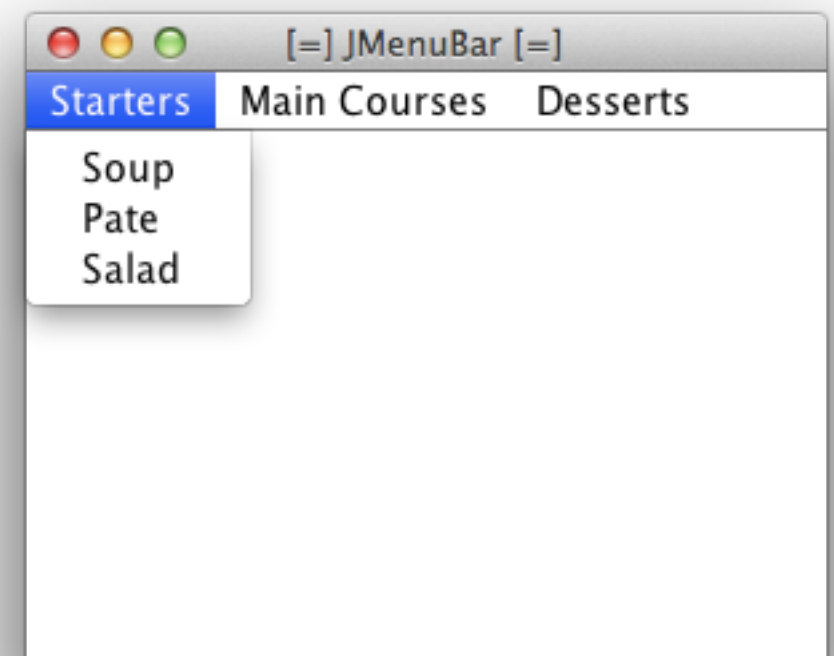 [=] JMenuBar [=]
Starters Main Courses Desserts
Soup
Pate
Salad